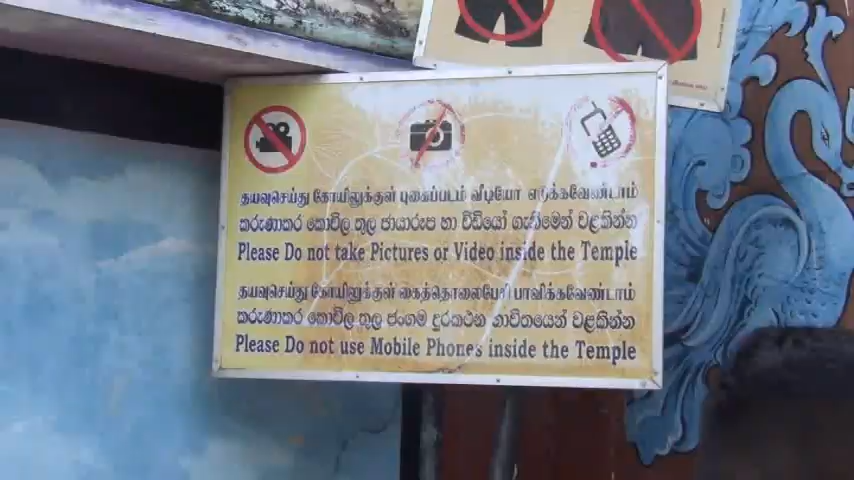 தயவுசெய்து கோயிலுக்குள் புகைப்படம் வீடியோ எடுக்கவேண்டாம்
කරුණාකර කොවිල තුල ජායාරූප හා වීඩියෝ ගැනීමෙන් වළකින්න
Please Do not take Pictures or Video inside the Temple
தயவுசெய்து கோயிலுக்குள் கைத்தொலைபேசி பாவிக்கவேண்டாம்
කරුණාකර කොවිල තුල ජංගම දුරකථන භාවිතයෙන් වළකින්න
Please Do not use Mobile Phones inside the Temple